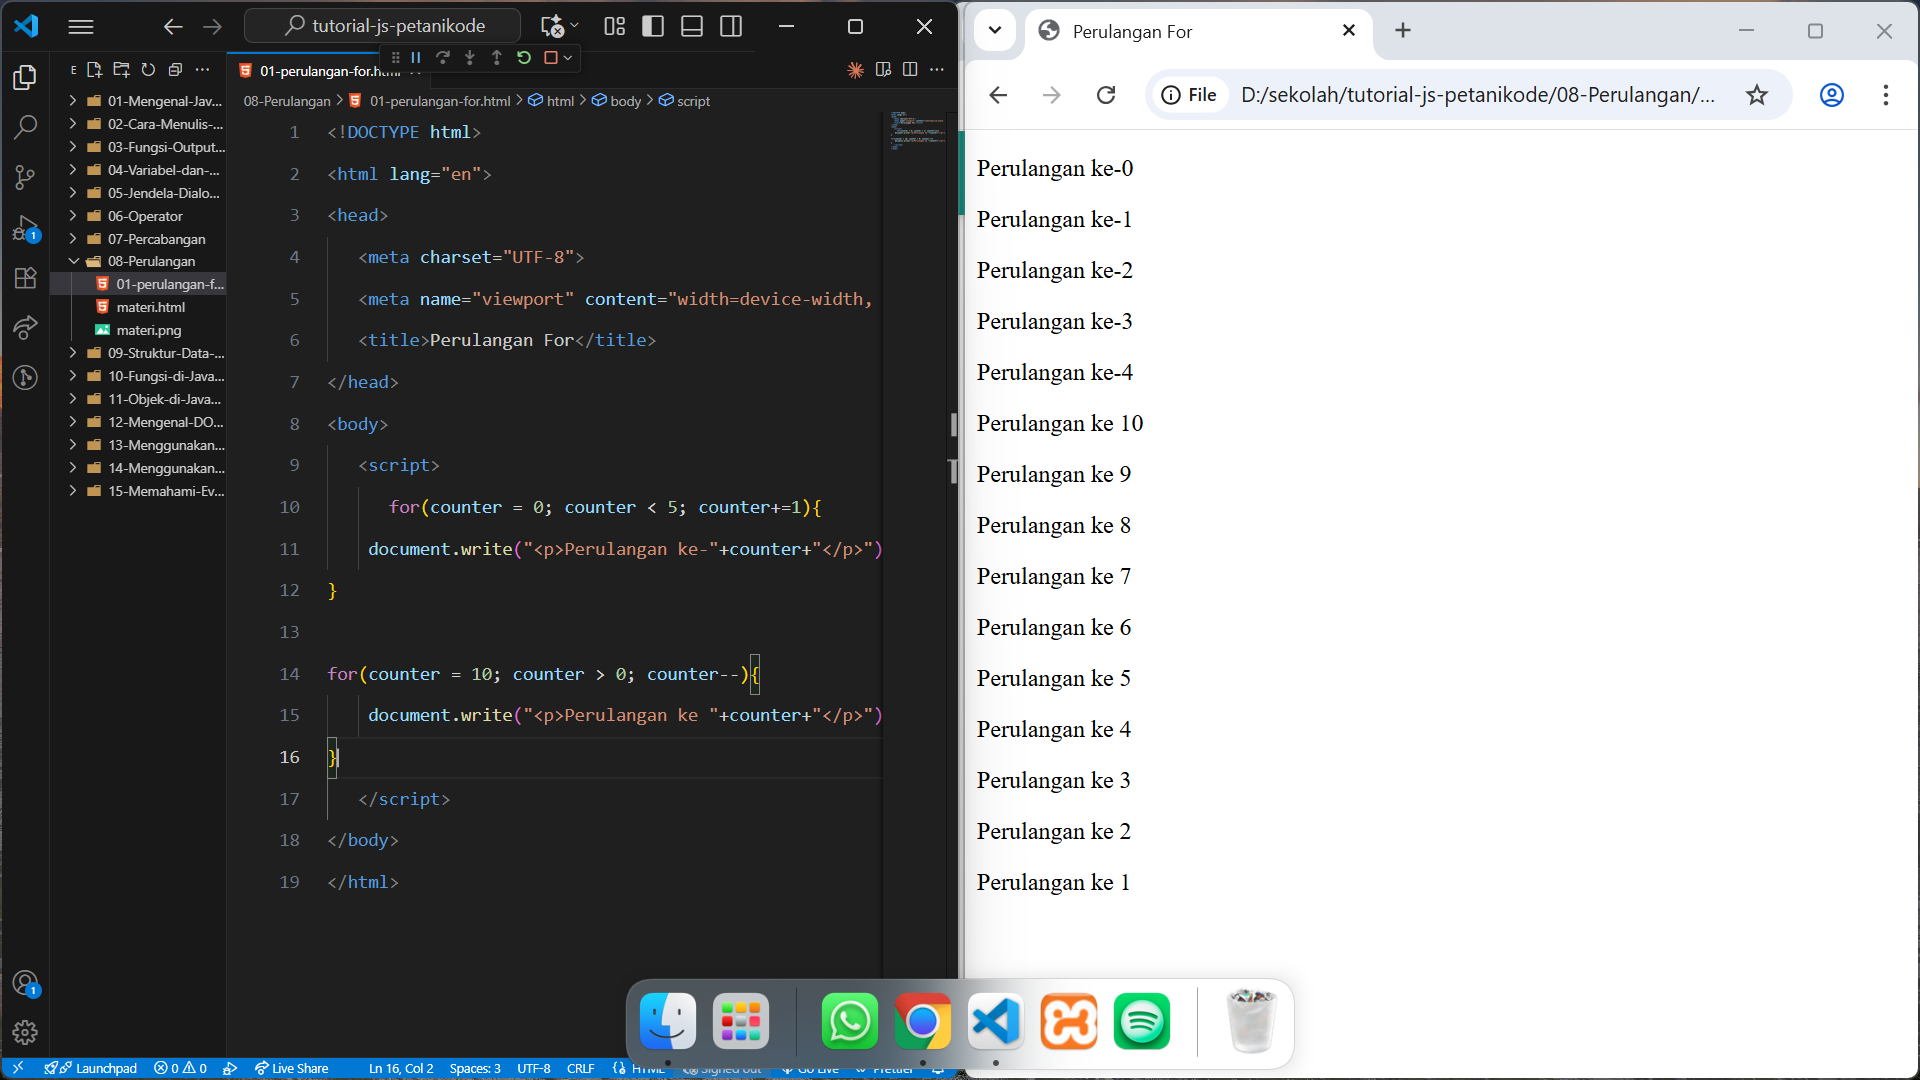 tutorial-js-petanikode
E
01-Mengenal-Jav...
02-Cara-Menulis-...
03-Fungsi-Output...
04-Variabel-dan-...
05-Jendela-Dialo...
06-Operator
07-Percabangan
08-Perulangan
01-perulangan-f...
materi.html
materi.png
09-Struktur-Data-...
10-Fungsi-di-Java...
11-Objek-di-Java...
12-Mengenal-DO...
13-Menggunakan...
14-Menggunakan...
15-Memahami-Ev...
1
1
01-perulangan-for.html
08-Perulangan > 01-perulangan-for.html > html > body > script
1 <!DOCTYPE html>
2 <html lang="en">
3 <head>
4 <meta charset="UTF-8">
5 <meta name="viewport" content="width=device-width,
6 <title>Perulangan For</title>
7 </head>
8 <body>
9 <script>
10 for(counter = 0; counter < 5; counter+=1){
11 document.write("<p>Perulangan ke-"+counter+"</p>")
12 }
13
14 for(counter = 10; counter > 0; counter--){
15 document.write("<p>Perulangan ke "+counter+"</p>")
16 }
17 </script>
18 </body>
19 </html>
Launchpad 0 0 Live Share Ln 16, Col 2 Spaces: 3 UTF-8 CRLF HTML Signed out Go Live Prettier
Perulangan For
File D:/sekolah/tutorial-js-petanikode/08-Perulangan/...
Perulangan ke-0
Perulangan ke-1
Perulangan ke-2
Perulangan ke-3
Perulangan ke-4
Perulangan ke 10
Perulangan ke 9
Perulangan ke 8
Perulangan ke 7
Perulangan ke 6
Perulangan ke 5
Perulangan ke 4
Perulangan ke 3
Perulangan ke 2
Perulangan ke 1